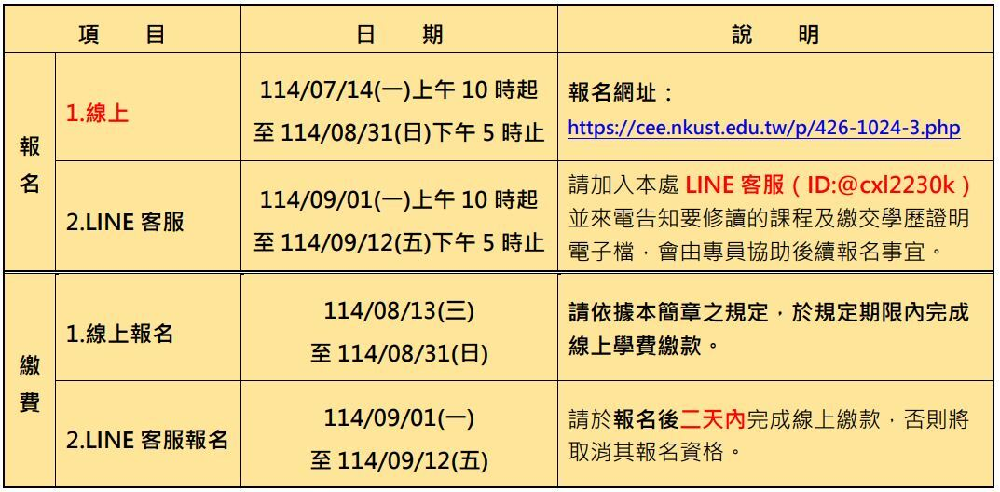 項 目
日 期
說 明
報名
1.線上
114/07/14(一)上午 10 時起
至 114/08/31(日)下午 5 時止
報名網址：
https://cee.nkust.edu.tw/p/426-1024-3.php
2.LINE 客服
114/09/01(一)上午 10 時起
至 114/09/12(五)下午 5 時止
請加入本處 LINE 客服（ID:@cxl2230k）
並來電告知要修讀的課程及繳交學歷證明
電子檔，會由專員協助後續報名事宜。
繳費
1.線上報名
114/08/13(三)
至 114/08/31(日)
請依據本簡章之規定，於規定期限內完成
線上學費繳款。
2.LINE 客服報名
114/09/01(一)
至 114/09/12(五)
請於報名後二天內完成線上繳款，否則將
取消其報名資格。